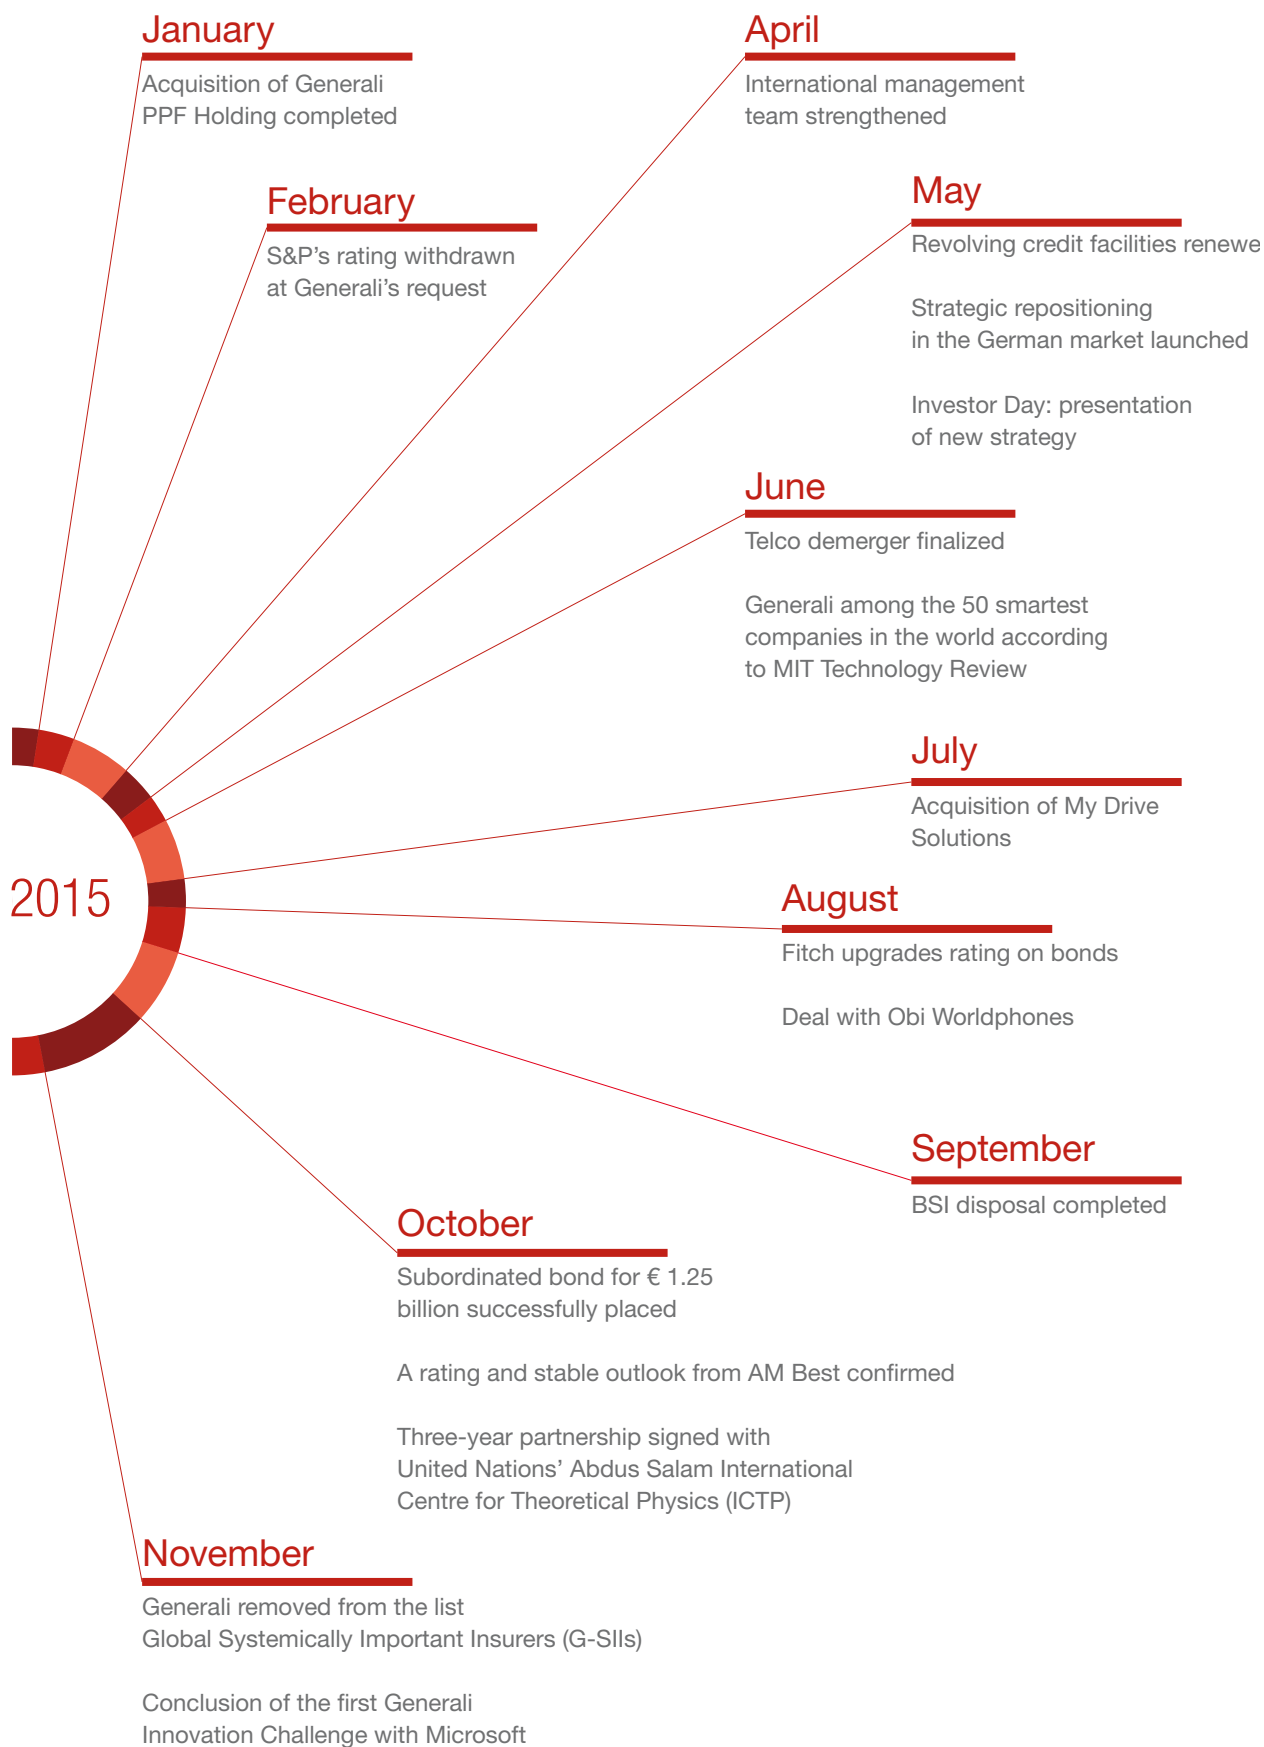 January
Acquisition of Generali
PPF Holding completed
February
S&P's rating withdrawn
at Generali's request
April
International management
team strengthened
May
Revolving credit facilities renewe
Strategic repositioning
in the German market launched
Investor Day: presentation
of new strategy
June
Telco demerger finalized
Generali among the 50 smartest
companies in the world according
to MIT Technology Review
July
Acquisition of My Drive
Solutions
2015
August
Fitch upgrades rating on bonds
Deal with Obi Worldphones
September
BSI disposal completed
October
Subordinated bond for € 1.25
billion successfully placed
A rating and stable outlook from AM Best confirmed
Three-year partnership signed with
United Nations' Abdus Salam International
Centre for Theoretical Physics (ICTP)
November
Generali removed from the list
Global Systemically Important Insurers (G-SIIs)
Conclusion of the first Generali
Innovation Challenge with Microsoft